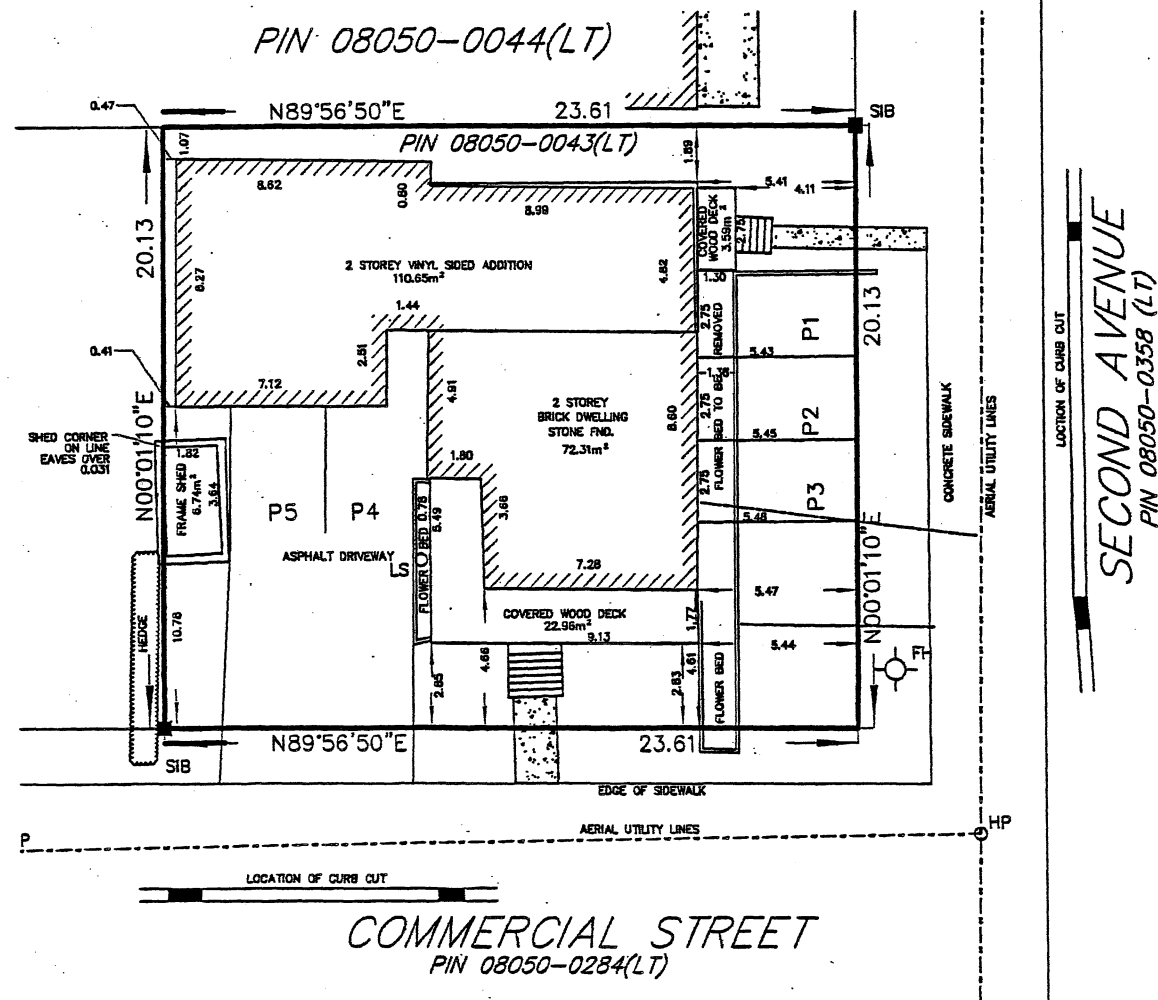 PIN 08050-0044(LT)
0.47
N89°56'50"E
23.61
SIB
1.07
PIN 08050-0043(LT)
1.89
8.62
0.60
8.99
5.41
4.11
20.13
COVERED
WOOD DECK
3.59m²
2.75
8.27
2 STOREY VINYL SIDED ADDITION
110.65m²
4.82
1.30
1.44
2.75
REMOVED
P1
20.13
0.41
2.51
5.43
7.12
1.36
4.91
2 STOREY
BRICK DWELLING
STONE FND.
72.31m²
8.60
2.75
FLOWER BED TO BE
P2
5.45
N00°01'10"E
SHED CORNER
ON LINE
EAVES OVER
0.031
1.82
FRAME SHED
6.74m²
3.64
1.80
2.75
P3
5.48
P5
P4
3.66
ASPHALT DRIVEWAY
LS
FLOWER BED 0.78
5.49
7.28
N00°01'10"E
5.47
COVERED WOOD DECK
22.96m²
9.13
1.77
5.44
HEDGE
10.76
2.85
4.66
2.83
4.61
FLOWER BED
FH
N89°56'50"E
23.61
SIB
EDGE OF SIDEWALK
AERIAL UTILITY LINES
P
HP
CONCRETE SIDEWALK
AERIAL UTILITY LINES
LOCTION OF CURB CUT
SECOND AVENUE
PIN 08050-0358 (LT)
LOCATION OF CURB CUT
COMMERCIAL STREET
PIN 08050-0284(LT)